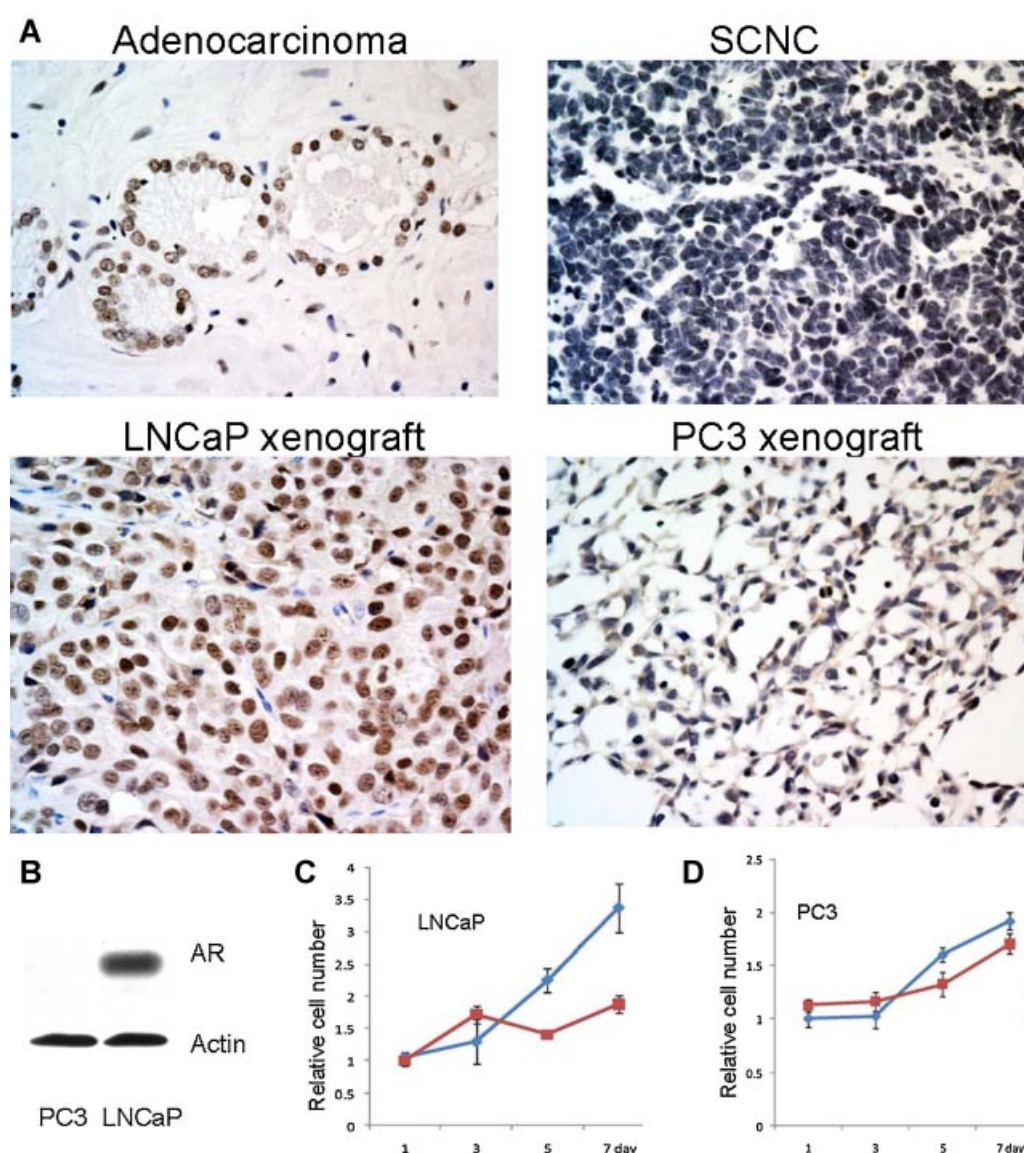 A
Adenocarcinoma
SCNC
LNCaP xenograft
PC3 xenograft
B
AR
Actin
PC3 LNCaP
C
LNCaP
Relative cell number
4
3.5
3
2.5
2
1.5
1
0.5
0
1 3 5 7 day
D
PC3
Relative cell number
2.5
2
1.5
1
0.5
0
1 3 5 7 day